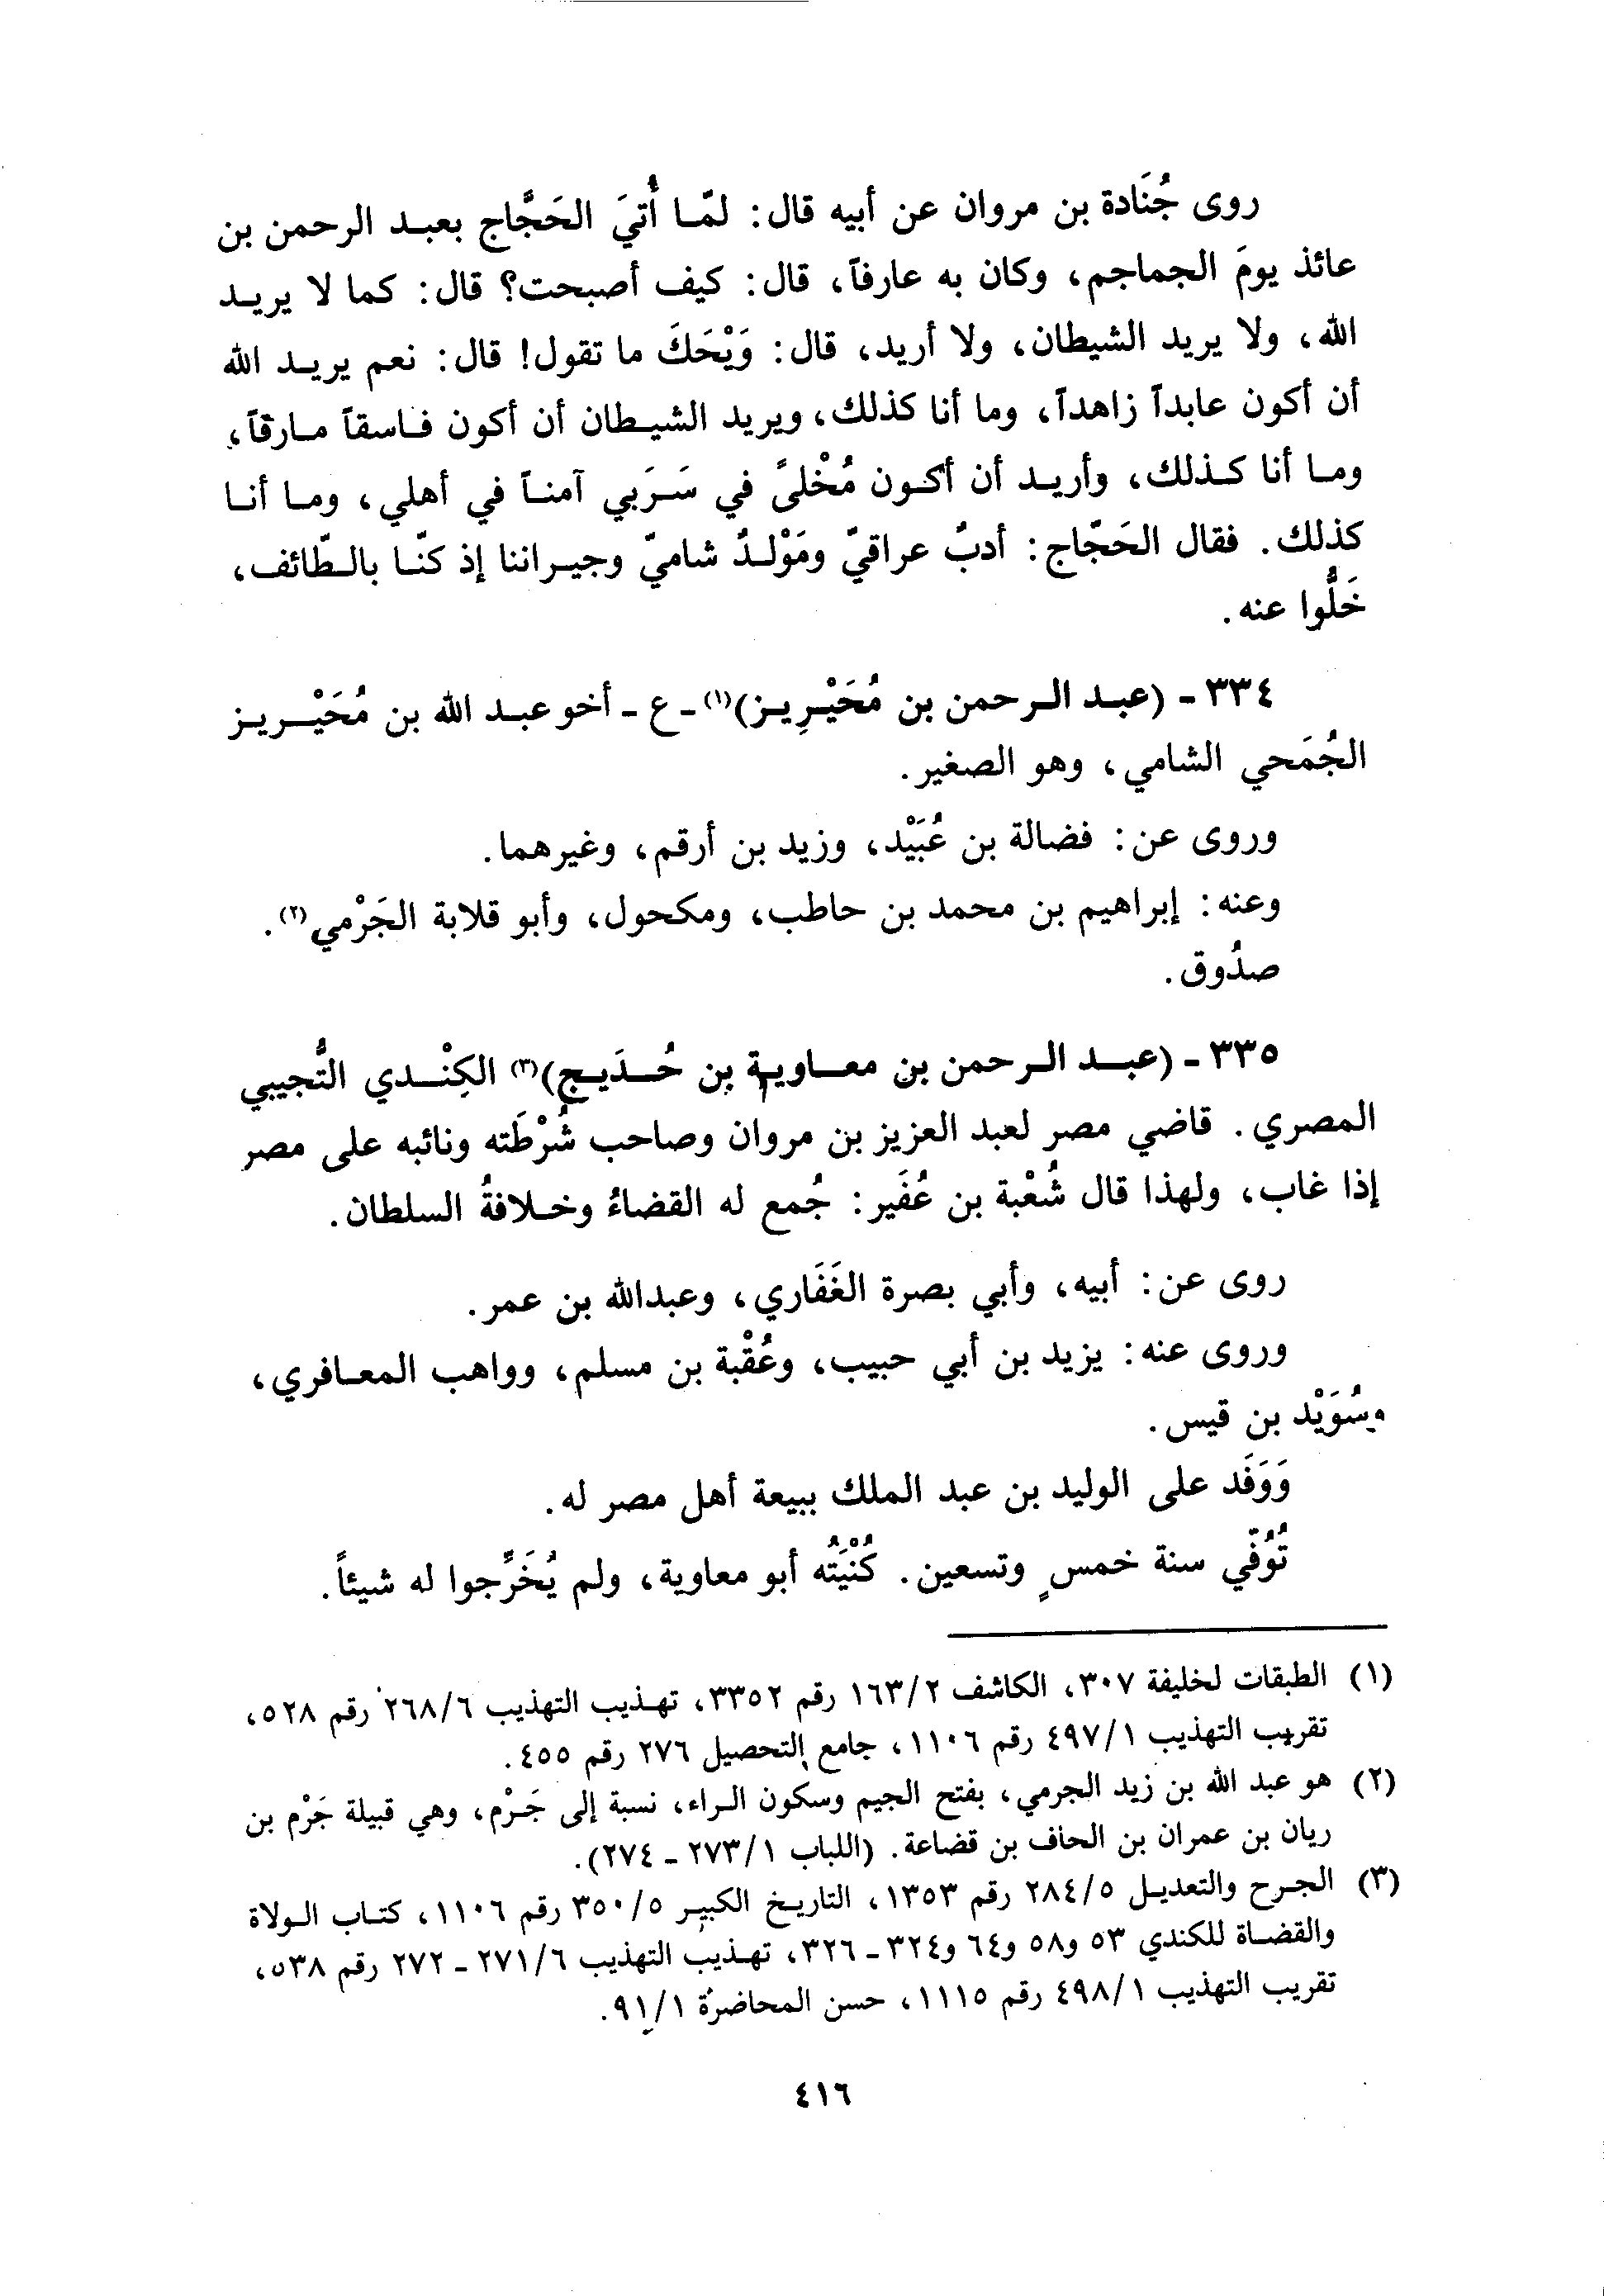 روى جُنَادة بن مروان عن أبيه قال: لمّا أُتيَ الحَجَّاج بعبد الرحمن بن
عائذ يومَ الجماجم، وكان به عارفاً، قال: كيف أصبحت؟ قال: كما لا يريد
الله، ولا يريد الشيطان، ولا أريد، قال: وَيْحَكَ ما تقول! قال: نعم يريد الله
أن أكون عابداً زاهداً، وما أنا كذلك، ويريد الشيطان أن أكون فاسقاً مارقاً،
وما أنا كذلك، وأريد أن أكون مُخْلىً في سَرَبي آمناً في أهلي، وما أنا
كذلك. فقال الحَجّاج: أدبٌ عراقيّ ومَوْلدٌ شاميّ وجيراننا إذ كنّا بالطّائف،
خَلُّوا عنه.
٣٣٤ - (عبد الرحمن بن مُحَيْرِيز)(١) - ع - أخو عبد الله بن مُحَيْريز
الجُمَحي الشامي، وهو الصغير.
وروى عن: فضالة بن عُبَيْد، وزيد بن أرقم، وغيرهما.
وعنه: إبراهيم بن محمد بن حاطب، ومكحول، وأبو قلابة الجَرْمي(٢).
صدُوق.
٣٣٥ - (عبد الرحمن بن معاوية بن حُدَيج)(٣) الكِنْدي التُّجيبي
المصري. قاضي مصر لعبد العزيز بن مروان وصاحب شُرْطَته ونائبه على مصر
إذا غاب، ولهذا قال شُعْبة بن عُفَير: جُمع له القضاءُ وخلافةُ السلطان.
روى عن: أبيه، وأبي بصرة الغَفَاري، وعبدالله بن عمر.
وروى عنه: يزيد بن أبي حبيب، وعُقْبة بن مسلم، وواهب المعافري،
وسُوَيْد بن قيس.
وَوَفَد على الوليد بن عبد الملك ببيعة أهل مصر له.
تُوُفّي سنة خمسٍ وتسعين. كُنْيَتُه أبو معاوية، ولم يُخَرِّجوا له شيئاً.
(١) الطبقات لخليفة ٣٠٧، الكاشف ١٦٣/٢ رقم ٣٣٥٢، تهذيب التهذيب ٢٦٨/٦ رقم ٥٢٨،
تقريب التهذيب ٤٩٧/١ رقم ١١٠٦، جامع التحصيل ٢٧٦ رقم ٤٥٥.
(٢) هو عبد الله بن زيد الجرمي، بفتح الجيم وسكون الراء، نسبة إلى جَرْم، وهي قبيلة جَرْم بن
ريان بن عمران بن الحاف بن قضاعة. (اللباب ٢٧٣/١ - ٢٧٤).
(٣) الجرح والتعديل ٢٨٤/٥ رقم ١٣٥٣، التاريخ الكبير ٣٥٠/٥ رقم ١١٠٦، كتاب الولاة
والقضاة للكندي ٥٣ و٥٨ و٦٤ و٣٢٤ - ٣٢٦، تهذيب التهذيب ٢٧١/٦ - ٢٧٢ رقم ٥٣٨،
تقريب التهذيب ٤٩٨/١ رقم ١١١٥، حسن المحاضرة ٩١/١.
٤١٦